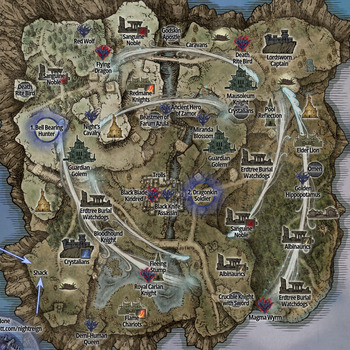 Godskin
Apostle
Sanguine
Noble
Caravans
Red Wolf
Flying
Dragon
Death
Rite Bird
Lordsworn
Captain
Sanguine
Noble
Death
Rite Bird
Redmane
Knights
Mausoleum
Knight
Crystalians
Ancient Hero
of Zamor
Beastmen of
Farum Azula
Pool
Reflection
1. Bell Bearing
Hunter
Night's
Cavalry
Miranda
Blossom
Elder Lion
Guardian
Golem
Guardian
Golem
Omen
Trolls
Golden
Hippopotamus
Black Blade
Kindred
2. Dragonkin
Soldier
Erdtree Burial
Watchdogs
Black Knife
Assassin
Erdtree Burial
Watchdogs
Sanguine
Noble
Bloodhound
Knight
Albinaurics
Crystalians
Fleeing
Stump
Albinaurics
Shack
Royal Carian
Knight
Erdtree Burial
Watchdogs
Crucible Knight
with Sword
Flame
Chariots
Magma Wyrm
Demi-Human
Queen